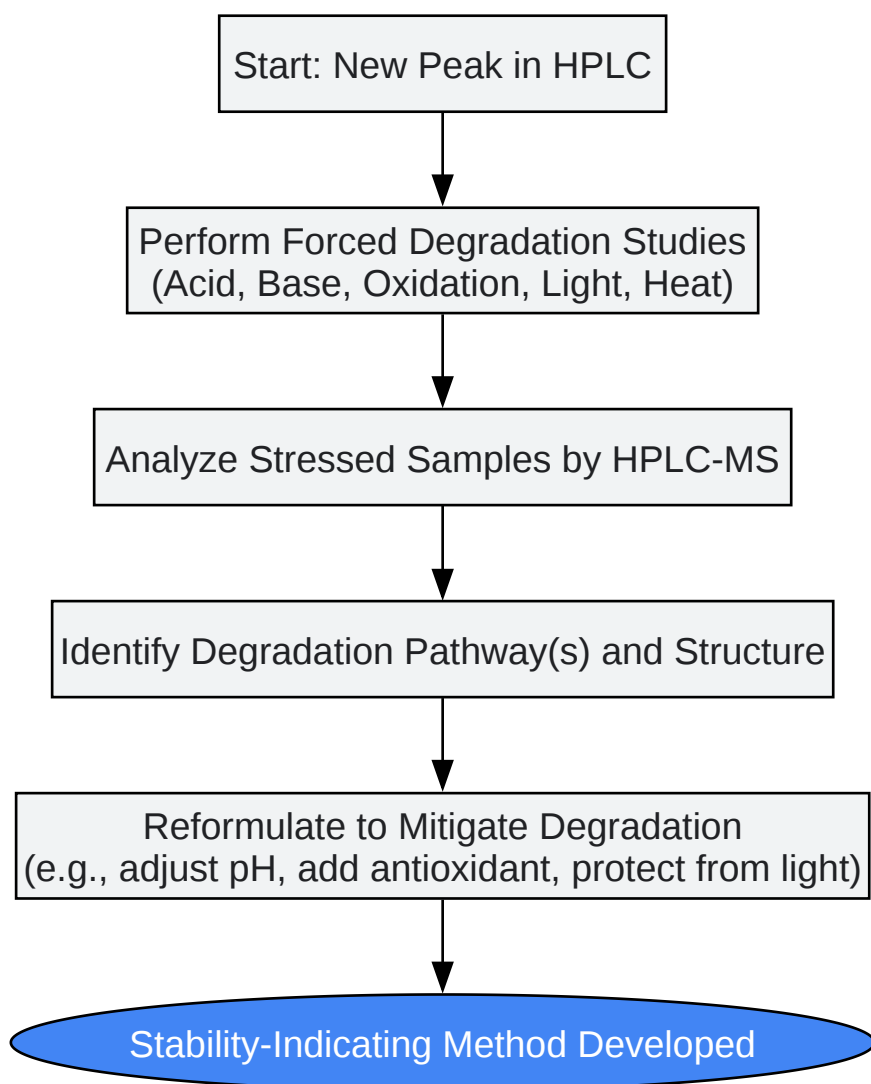 Start: New Peak in HPLC
Perform Forced Degradation Studies
(Acid, Base, Oxidation, Light, Heat)
Analyze Stressed Samples by HPLC-MS
Identify Degradation Pathway(s) and Structure
Reformulate to Mitigate Degradation
(e.g., adjust pH, add antioxidant, protect from light)
Stability-Indicating Method Developed